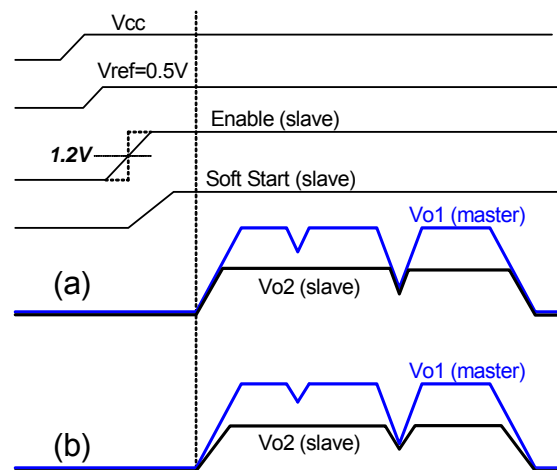 Vcc
Vref=0.5V
Enable (slave)
1.2V
Soft Start (slave)
Vo1 (master)
(a)
Vo2 (slave)
Vo1 (master)
(b)
Vo2 (slave)